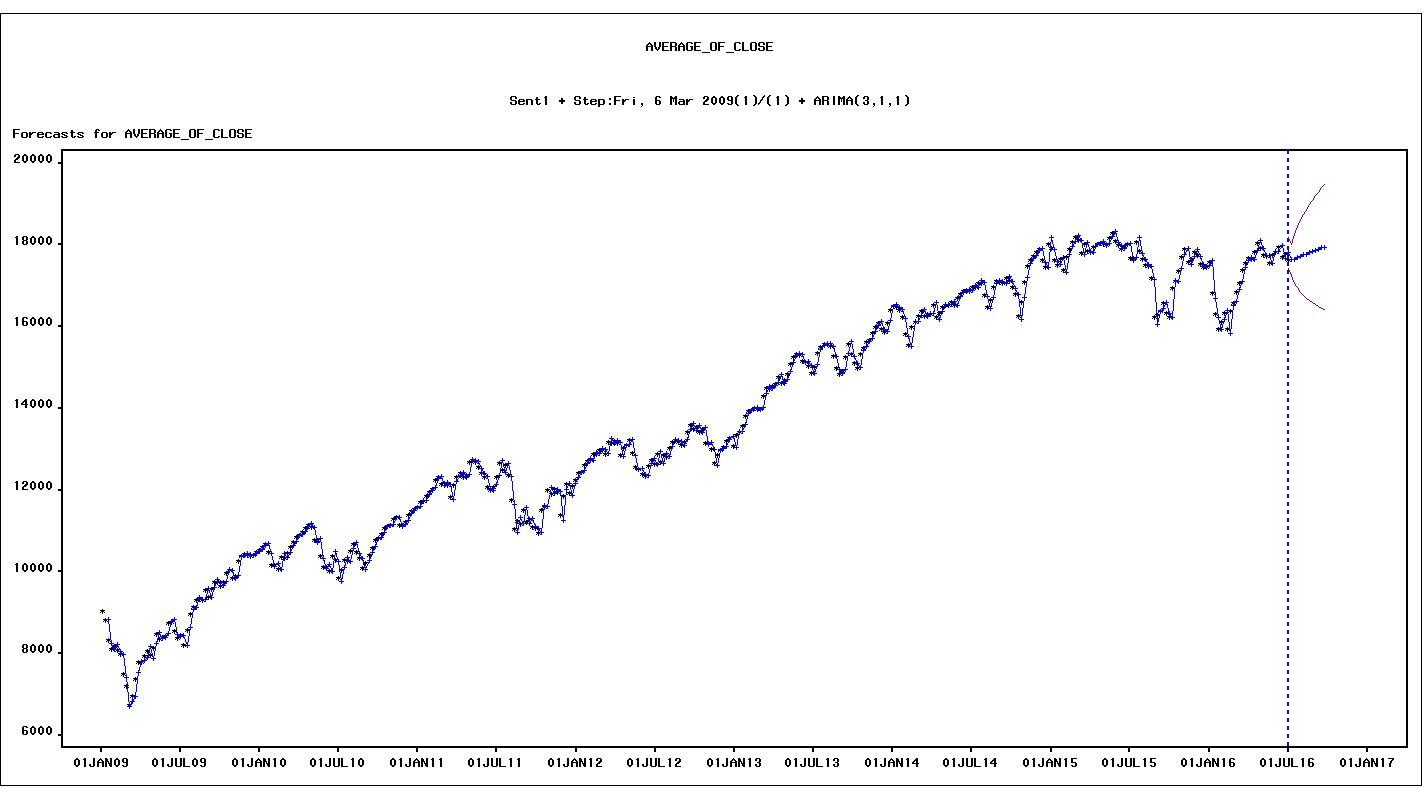 AVERAGE_OF_CLOSE
Sent1 + Step:Fri, 6 Mar 2009(1)/(1) + ARIMA(3,1,1)
Forecasts for AVERAGE_OF_CLOSE
20000
18000
16000
14000
12000
10000
8000
6000
01JAN09 01JUL09 01JAN10 01JUL10 01JAN11 01JUL11 01JAN12 01JUL12 01JAN13 01JUL13 01JAN14 01JUL14 01JAN15 01JUL15 01JAN16 01JUL16 01JAN17